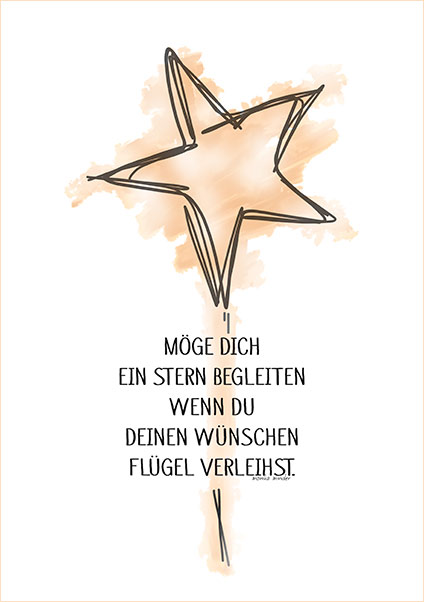 MÖGE DICH
EIN STERN BEGLEITEN
WENN DU
DEINEN WÜNSCHEN
FLÜGEL VERLEIHST.